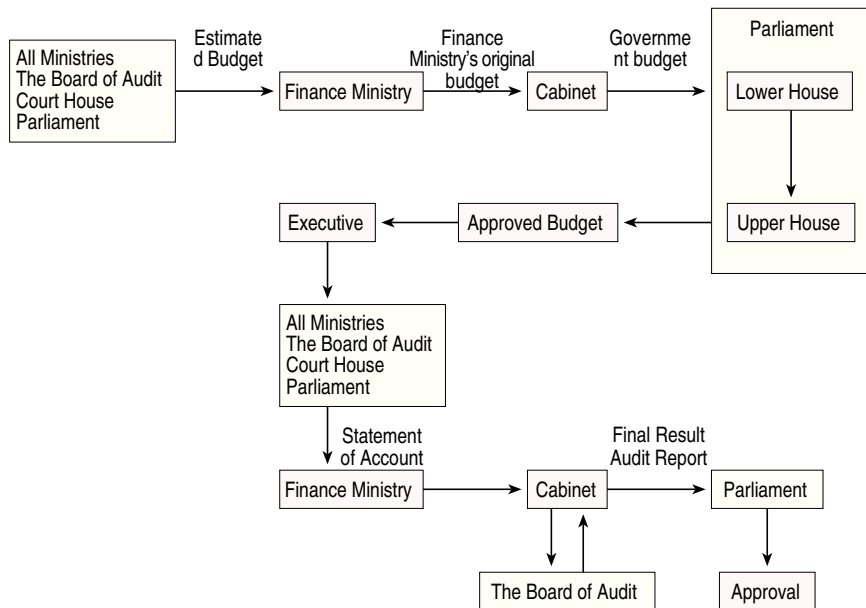 All Ministries
The Board of Audit
Court House
Parliament
Estimate
d Budget
Finance Ministry
Finance
Ministry's original
budget
Cabinet
Governme
nt budget
Parliament
Lower House
Upper House
Approved Budget
Executive
All Ministries
The Board of Audit
Court House
Parliament
Statement
of Account
Finance Ministry
Cabinet
Final Result
Audit Report
Parliament
The Board of Audit
Approval